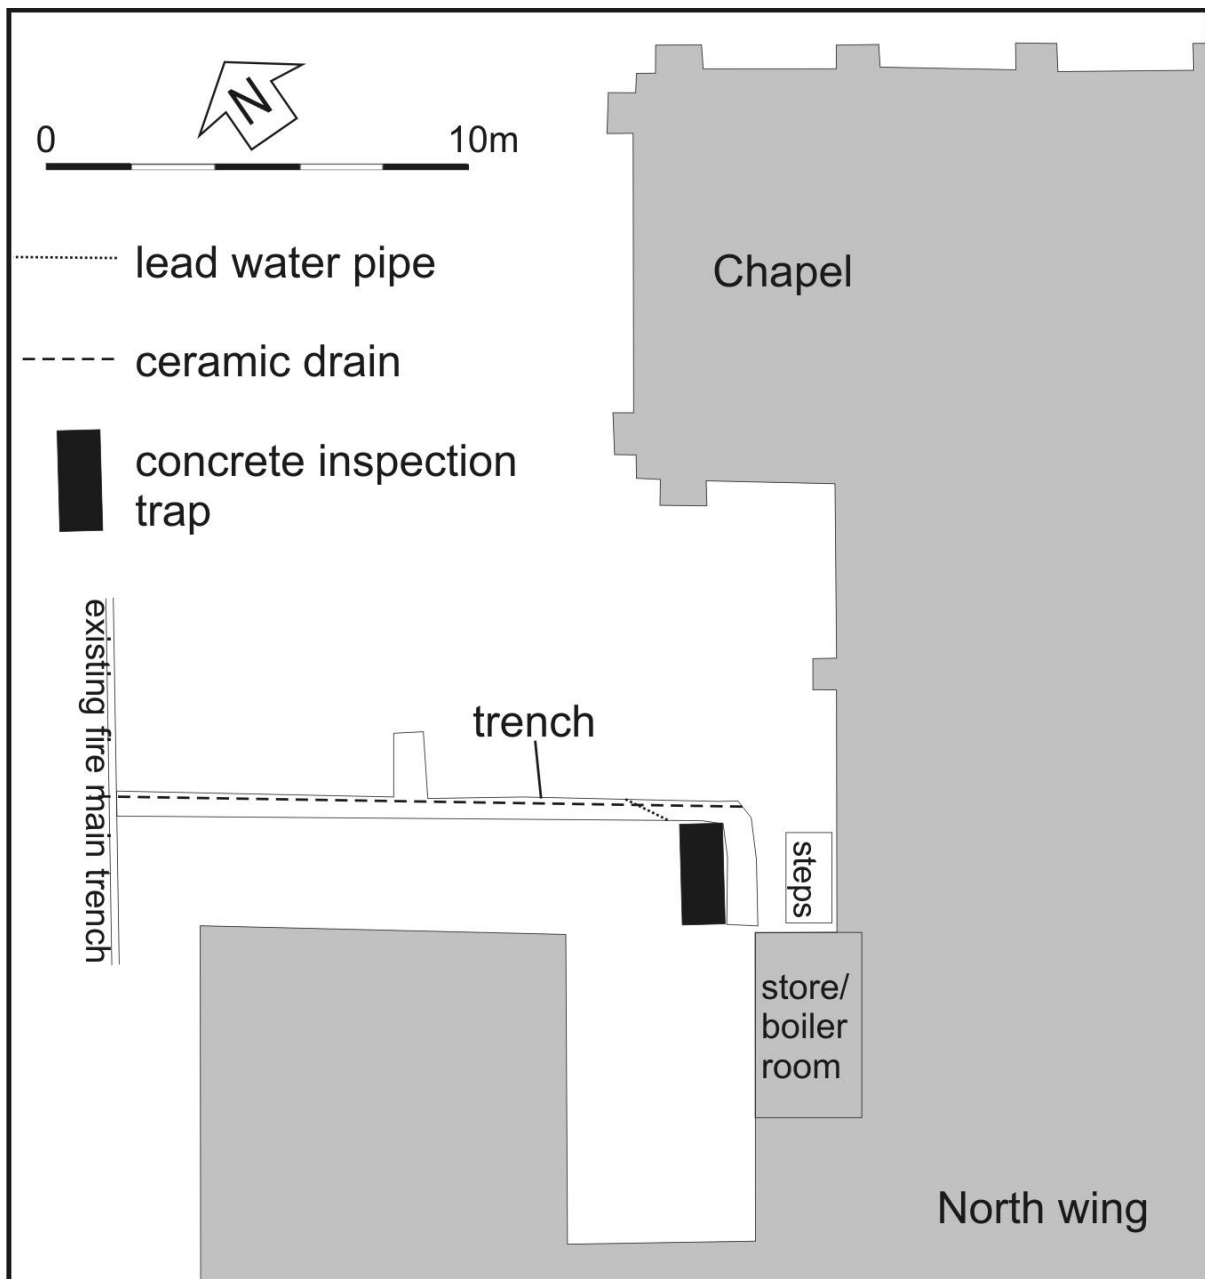 N
0 10m
lead water pipe
Chapel
ceramic drain
concrete inspection
trap
existing fire main trench
trench
steps
store/
boiler
room
North wing